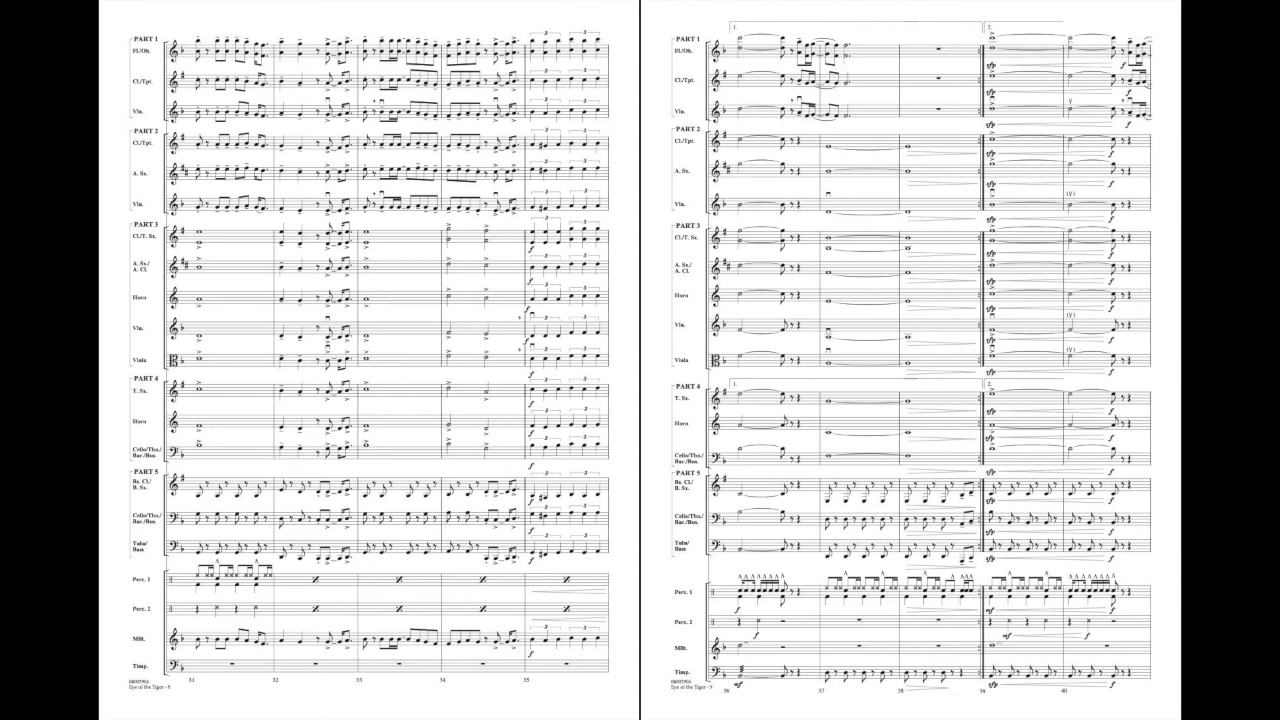 PART 1
Fl./Ob.
Cl./Tpt.
Vln.
PART 2
Cl./Tpt.
A. Sx.
Vln.
PART 3
Cl./T. Sx.
A. Sx./
A. Cl.
Horn
Vln.
Viola
PART 4
T. Sx.
Horn
Cello/Tbn./
Bar./Bsn.
PART 5
Bs. Cl./
B. Sx.
Cello/Tbn./
Bar./Bsn.
Tuba/
Bass
Perc. 1
Perc. 2
Mlt.
Timp.
31 32 33 34 35
Eye of the Tiger - 8
1. 2.
PART 1
Fl./Ob.
Cl./Tpt.
Vln.
PART 2
Cl./Tpt.
A. Sx.
Vln.
PART 3
Cl./T. Sx.
A. Sx./
A. Cl.
Horn
Vln.
Viola
1. 2.
PART 4
T. Sx.
Horn
Cello/Tbn./
Bar./Bsn.
PART 5
Bs. Cl./
B. Sx.
Cello/Tbn./
Bar./Bsn.
Tuba/
Bass
Perc. 1
Perc. 2
Mlt.
Timp.
36 37 38 39 40
Eye of the Tiger - 9